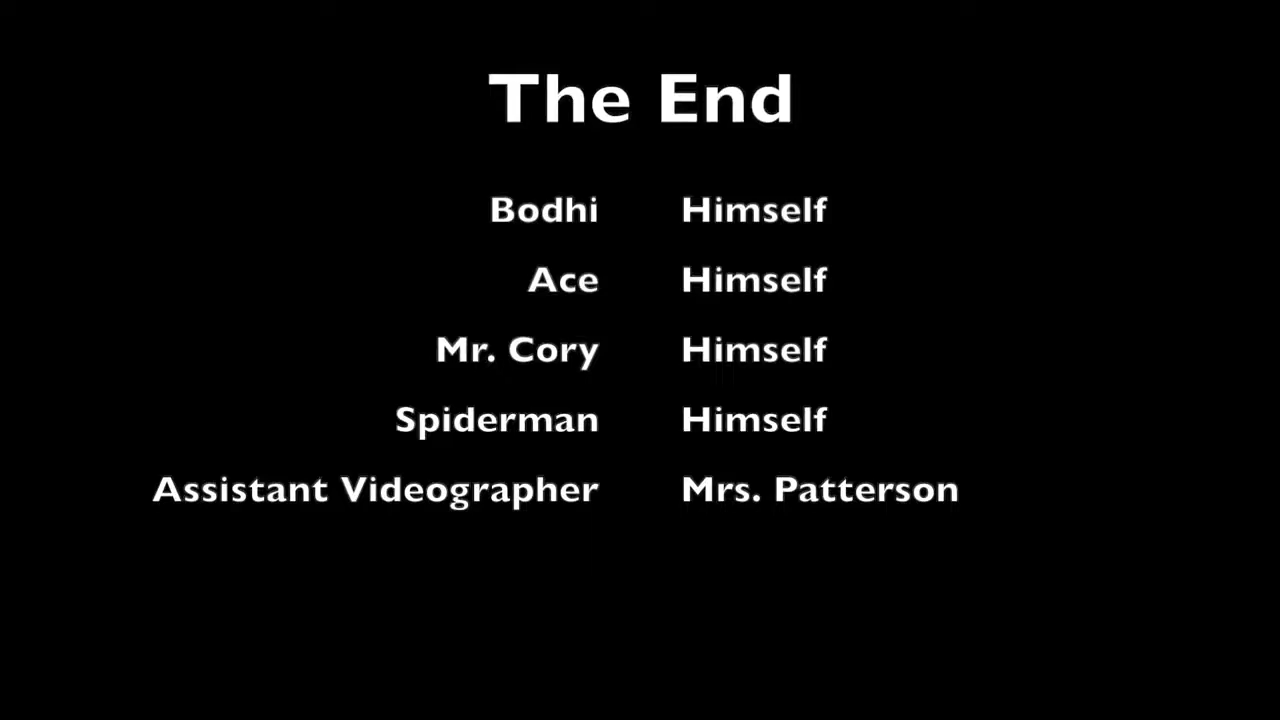 The End
Bodhi Himself
Ace Himself
Mr. Cory Himself
Spiderman Himself
Assistant Videographer Mrs. Patterson